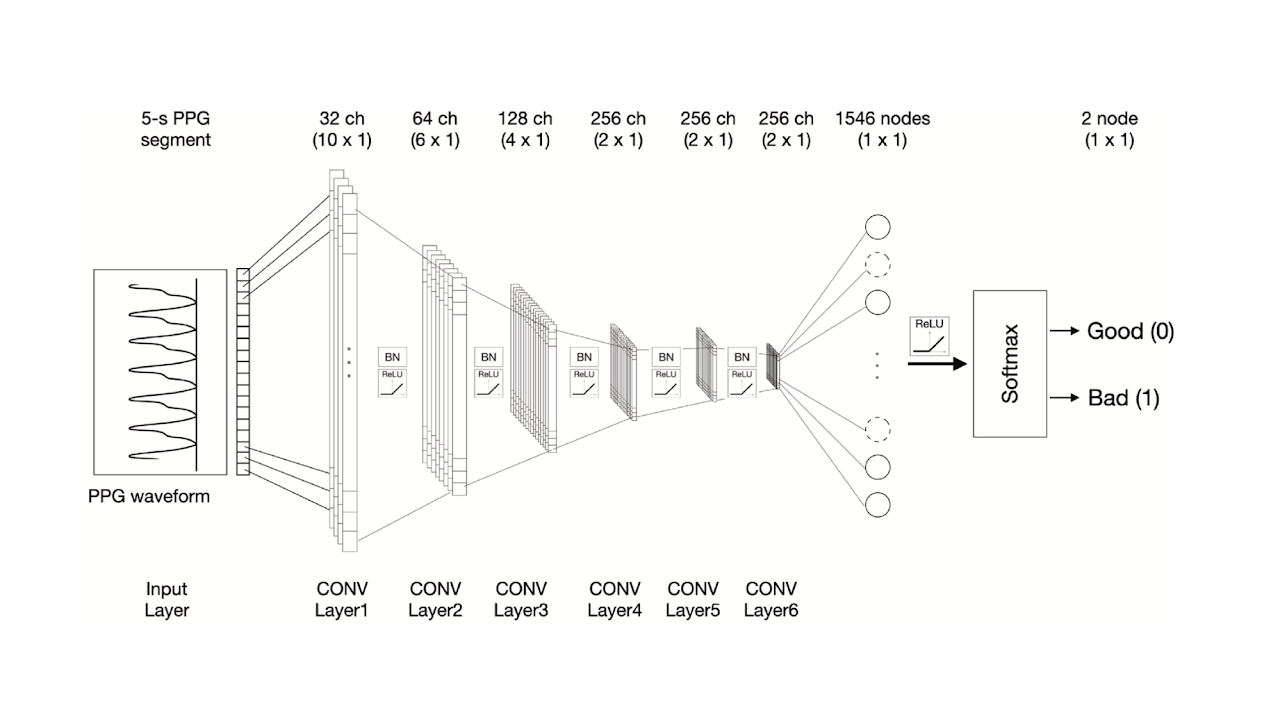 5-s PPG
segment
32 ch
(10 x 1)
64 ch
(6 x 1)
128 ch
(4 x 1)
256 ch
(2 x 1)
256 ch
(2 x 1)
256 ch
(2 x 1)
1546 nodes
(1 x 1)
2 node
(1 x 1)
BN
ReLU
BN
ReLU
BN
ReLU
BN
ReLU
BN
ReLU
ReLU
Softmax
Good (0)
Bad (1)
PPG waveform
Input
Layer
CONV
Layer1
CONV
Layer2
CONV
Layer3
CONV
Layer4
CONV
Layer5
CONV
Layer6